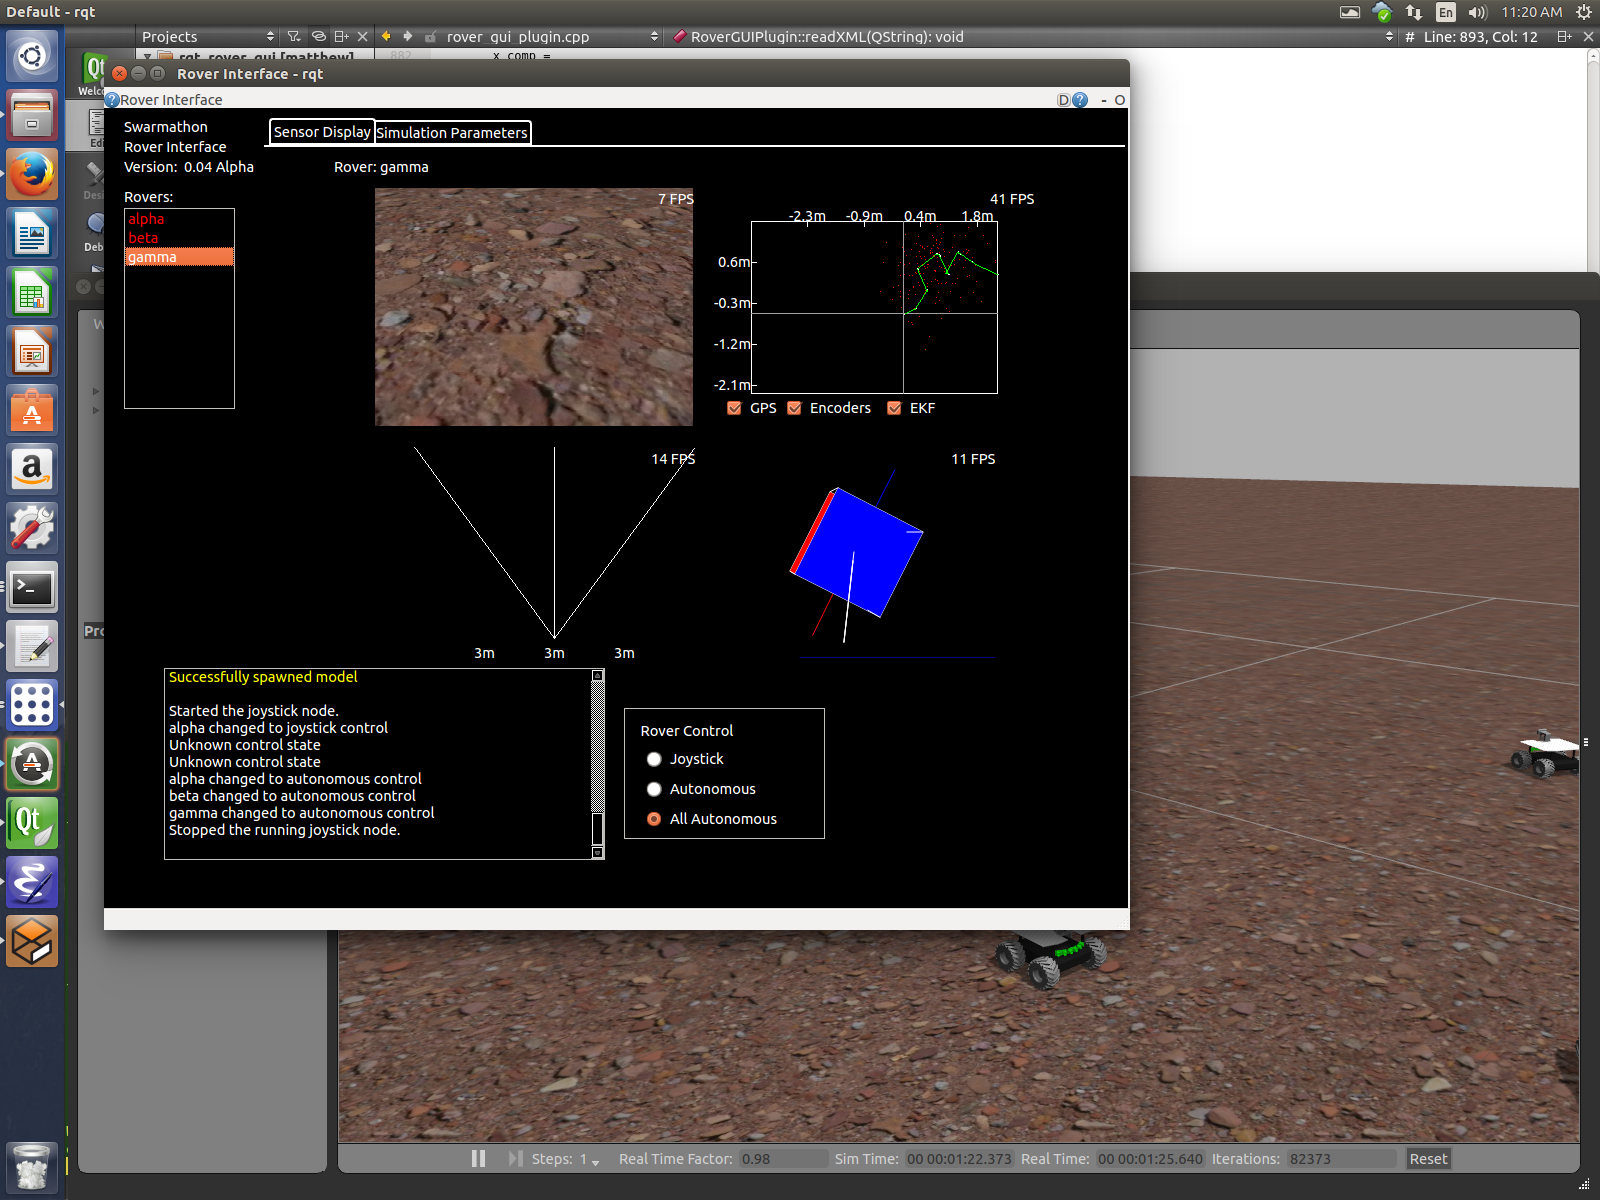 Default - rqt
En
11:20 AM
Projects
rover_gui_plugin.cpp
RoverGUIPlugin::readXML(QString): void
# Line: 893, Col: 12
rqt_rover_gui [matthew]
882
x comp =
Qt
Rover Interface - rqt
Rover Interface
D
- O
Swarmathon
Rover Interface
Version: 0.04 Alpha
Sensor Display
Simulation Parameters
Rover: gamma
Rovers:
alpha
beta
gamma
7 FPS
41 FPS
-2.3m -0.9m 0.4m 1.8m
0.6m
-0.3m
-1.2m
-2.1m
GPS
Encoders
EKF
14 FPS
11 FPS
3m 3m 3m
Successfully spawned model
Started the joystick node.
alpha changed to joystick control
Unknown control state
Unknown control state
alpha changed to autonomous control
beta changed to autonomous control
gamma changed to autonomous control
Stopped the running joystick node.
Rover Control
Joystick
Autonomous
All Autonomous
Qt
Steps: 1
Real Time Factor: 0.98
Sim Time: 00 00:01:22.373
Real Time: 00 00:01:25.640
Iterations: 82373
Reset